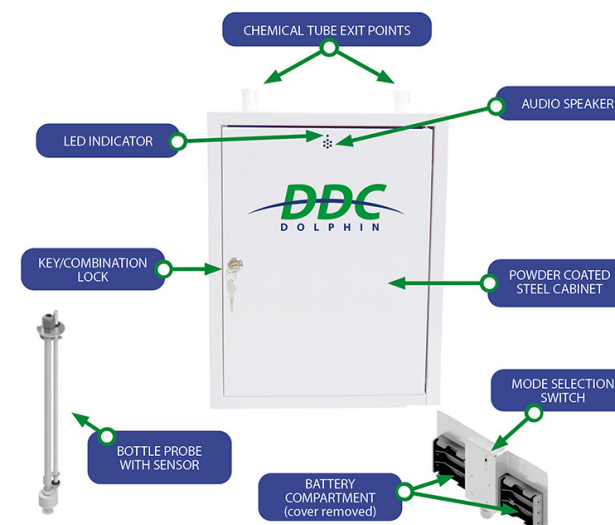 CHEMICAL TUBE EXIT POINTS
AUDIO SPEAKER
LED INDICATOR
DDC
DOLPHIN
KEY/COMBINATION
LOCK
POWDER COATED
STEEL CABINET
MODE SELECTION
SWITCH
BOTTLE PROBE
WITH SENSOR
BATTERY
COMPARTMENT
(cover removed)